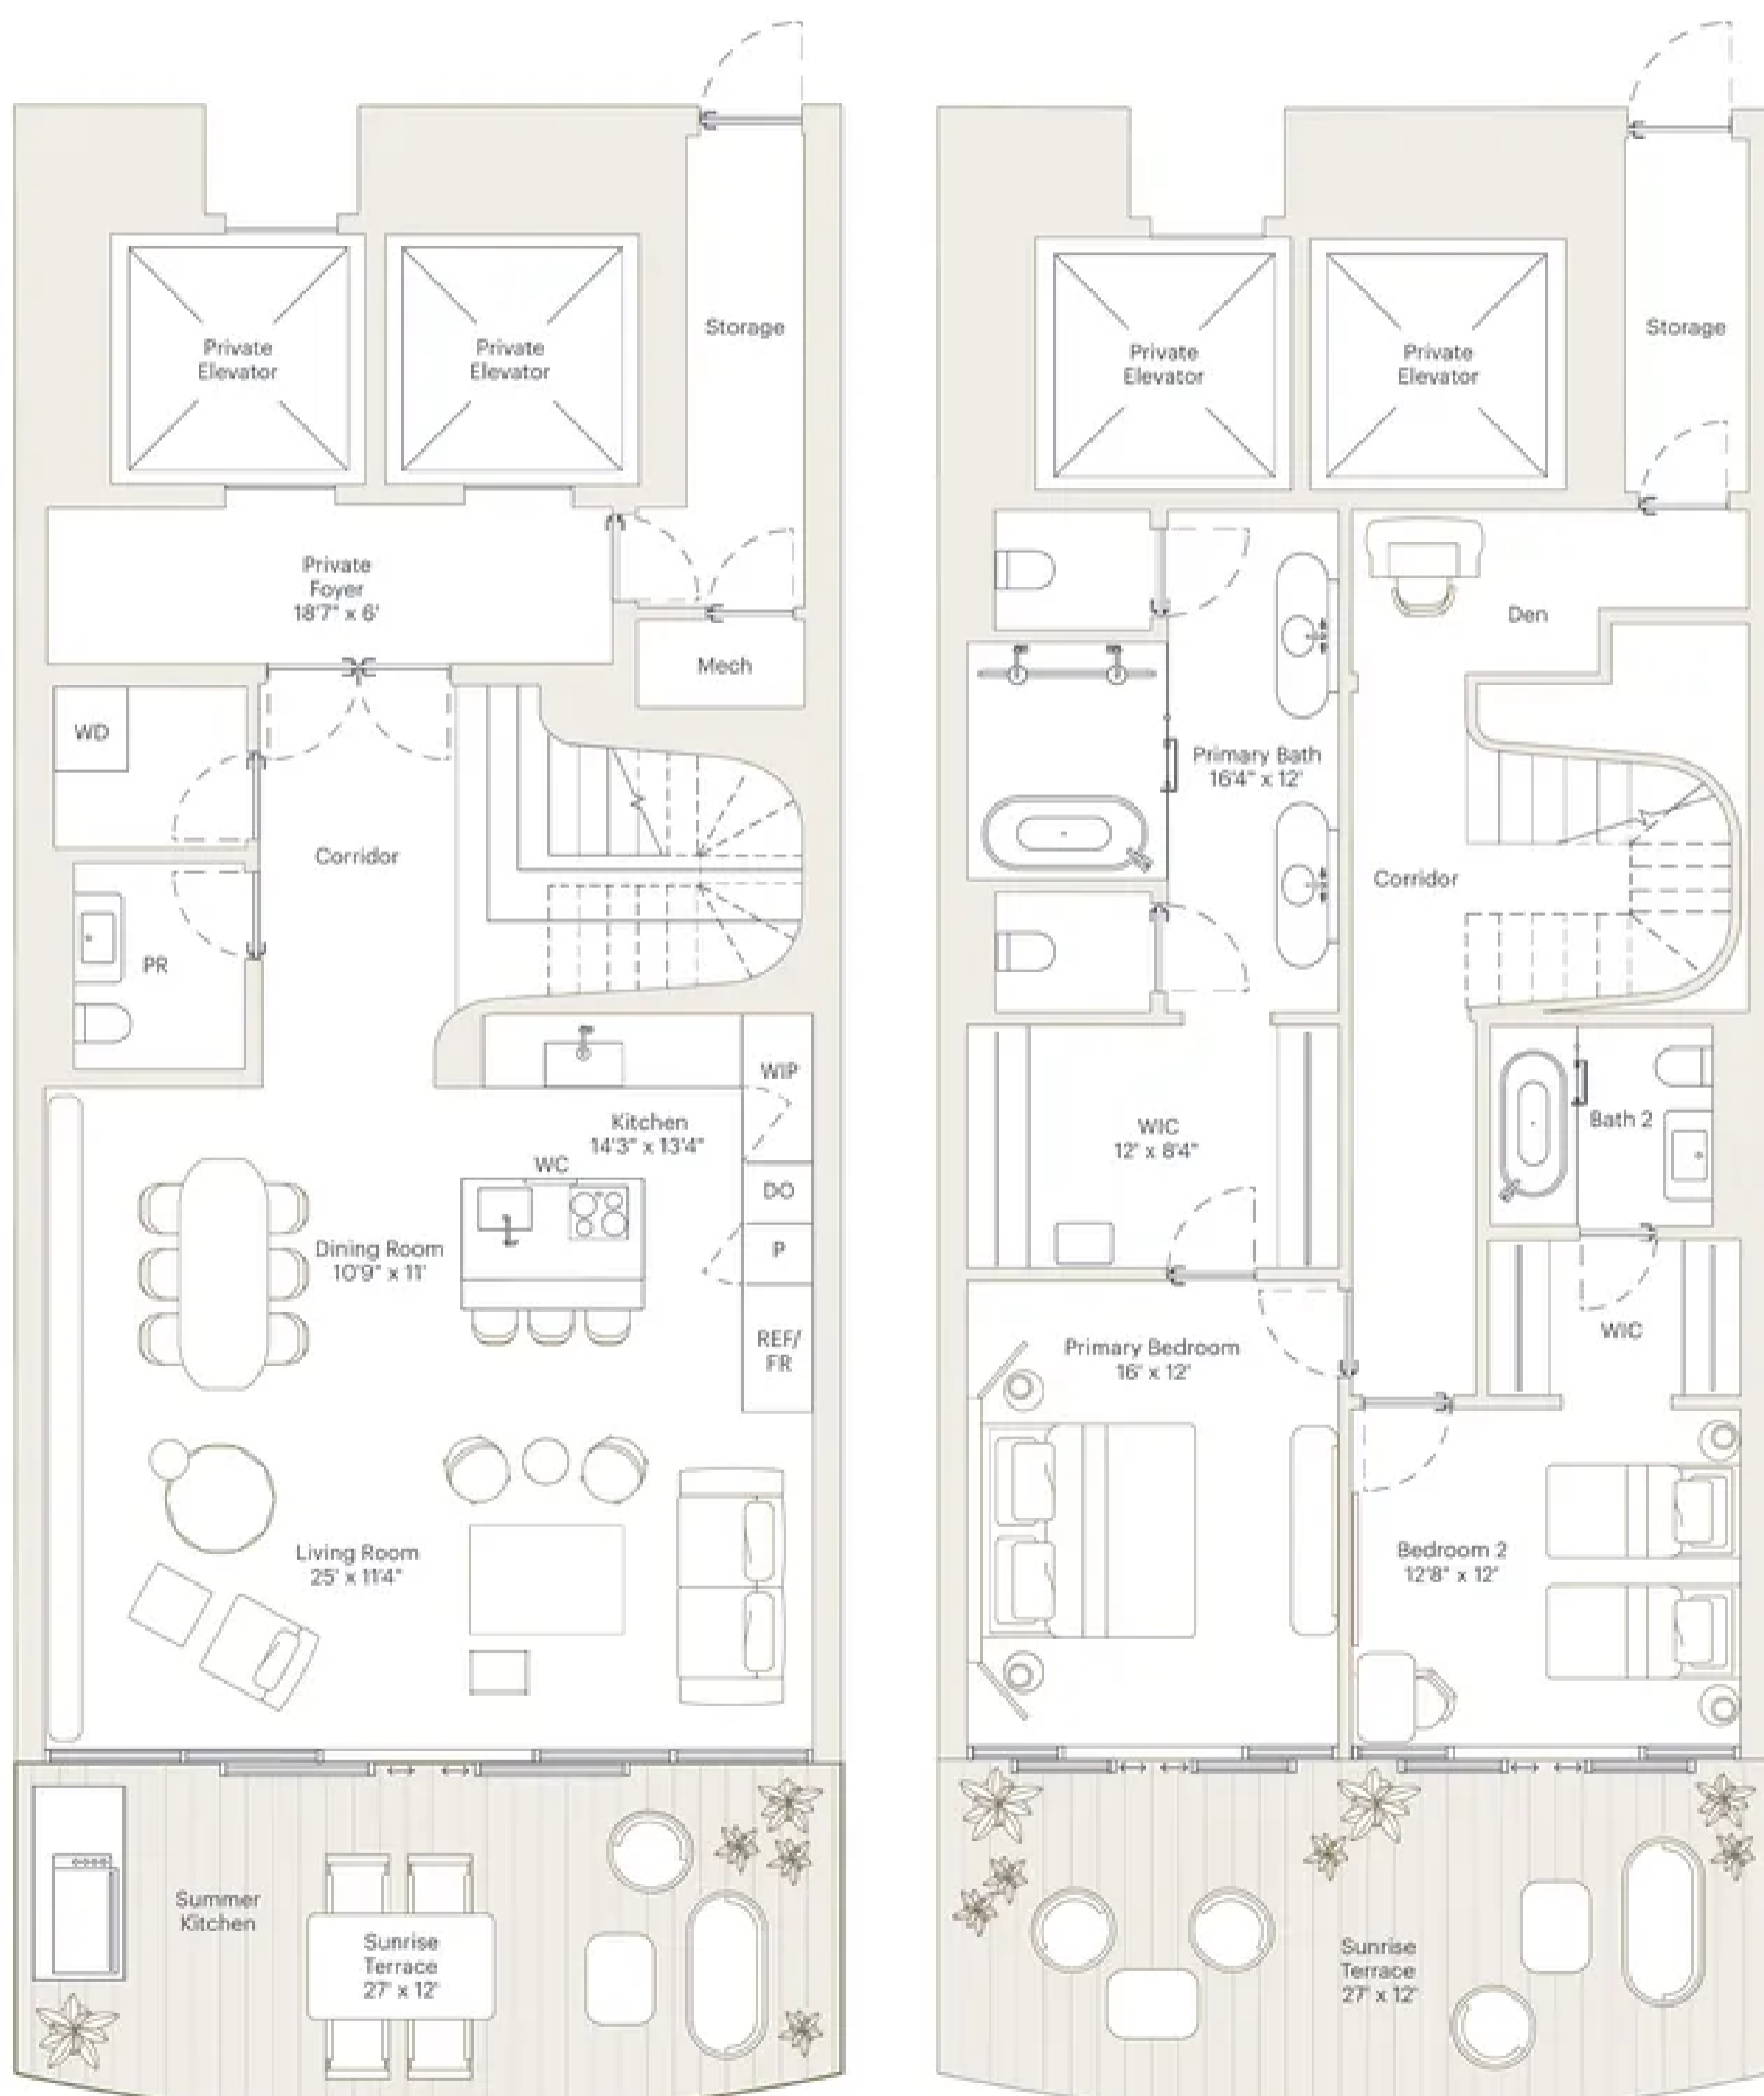 Private
Elevator
Private
Elevator
Storage
Private
Foyer
18'7" x 6'
Mech
WD
Corridor
PR
WIP
Kitchen
14'3" x 13'4"
WC
DO
Dining Room
10'9" x 11'
P
REF/
FR
Living Room
25' x 11'4"
Summer
Kitchen
Sunrise
Terrace
27' x 12'
Private
Elevator
Private
Elevator
Storage
Den
Primary Bath
16'4" x 12'
Corridor
WIC
12' x 8'4"
Bath 2
WIC
Primary Bedroom
16' x 12'
Bedroom 2
12'8" x 12'
Sunrise
Terrace
27' x 12'